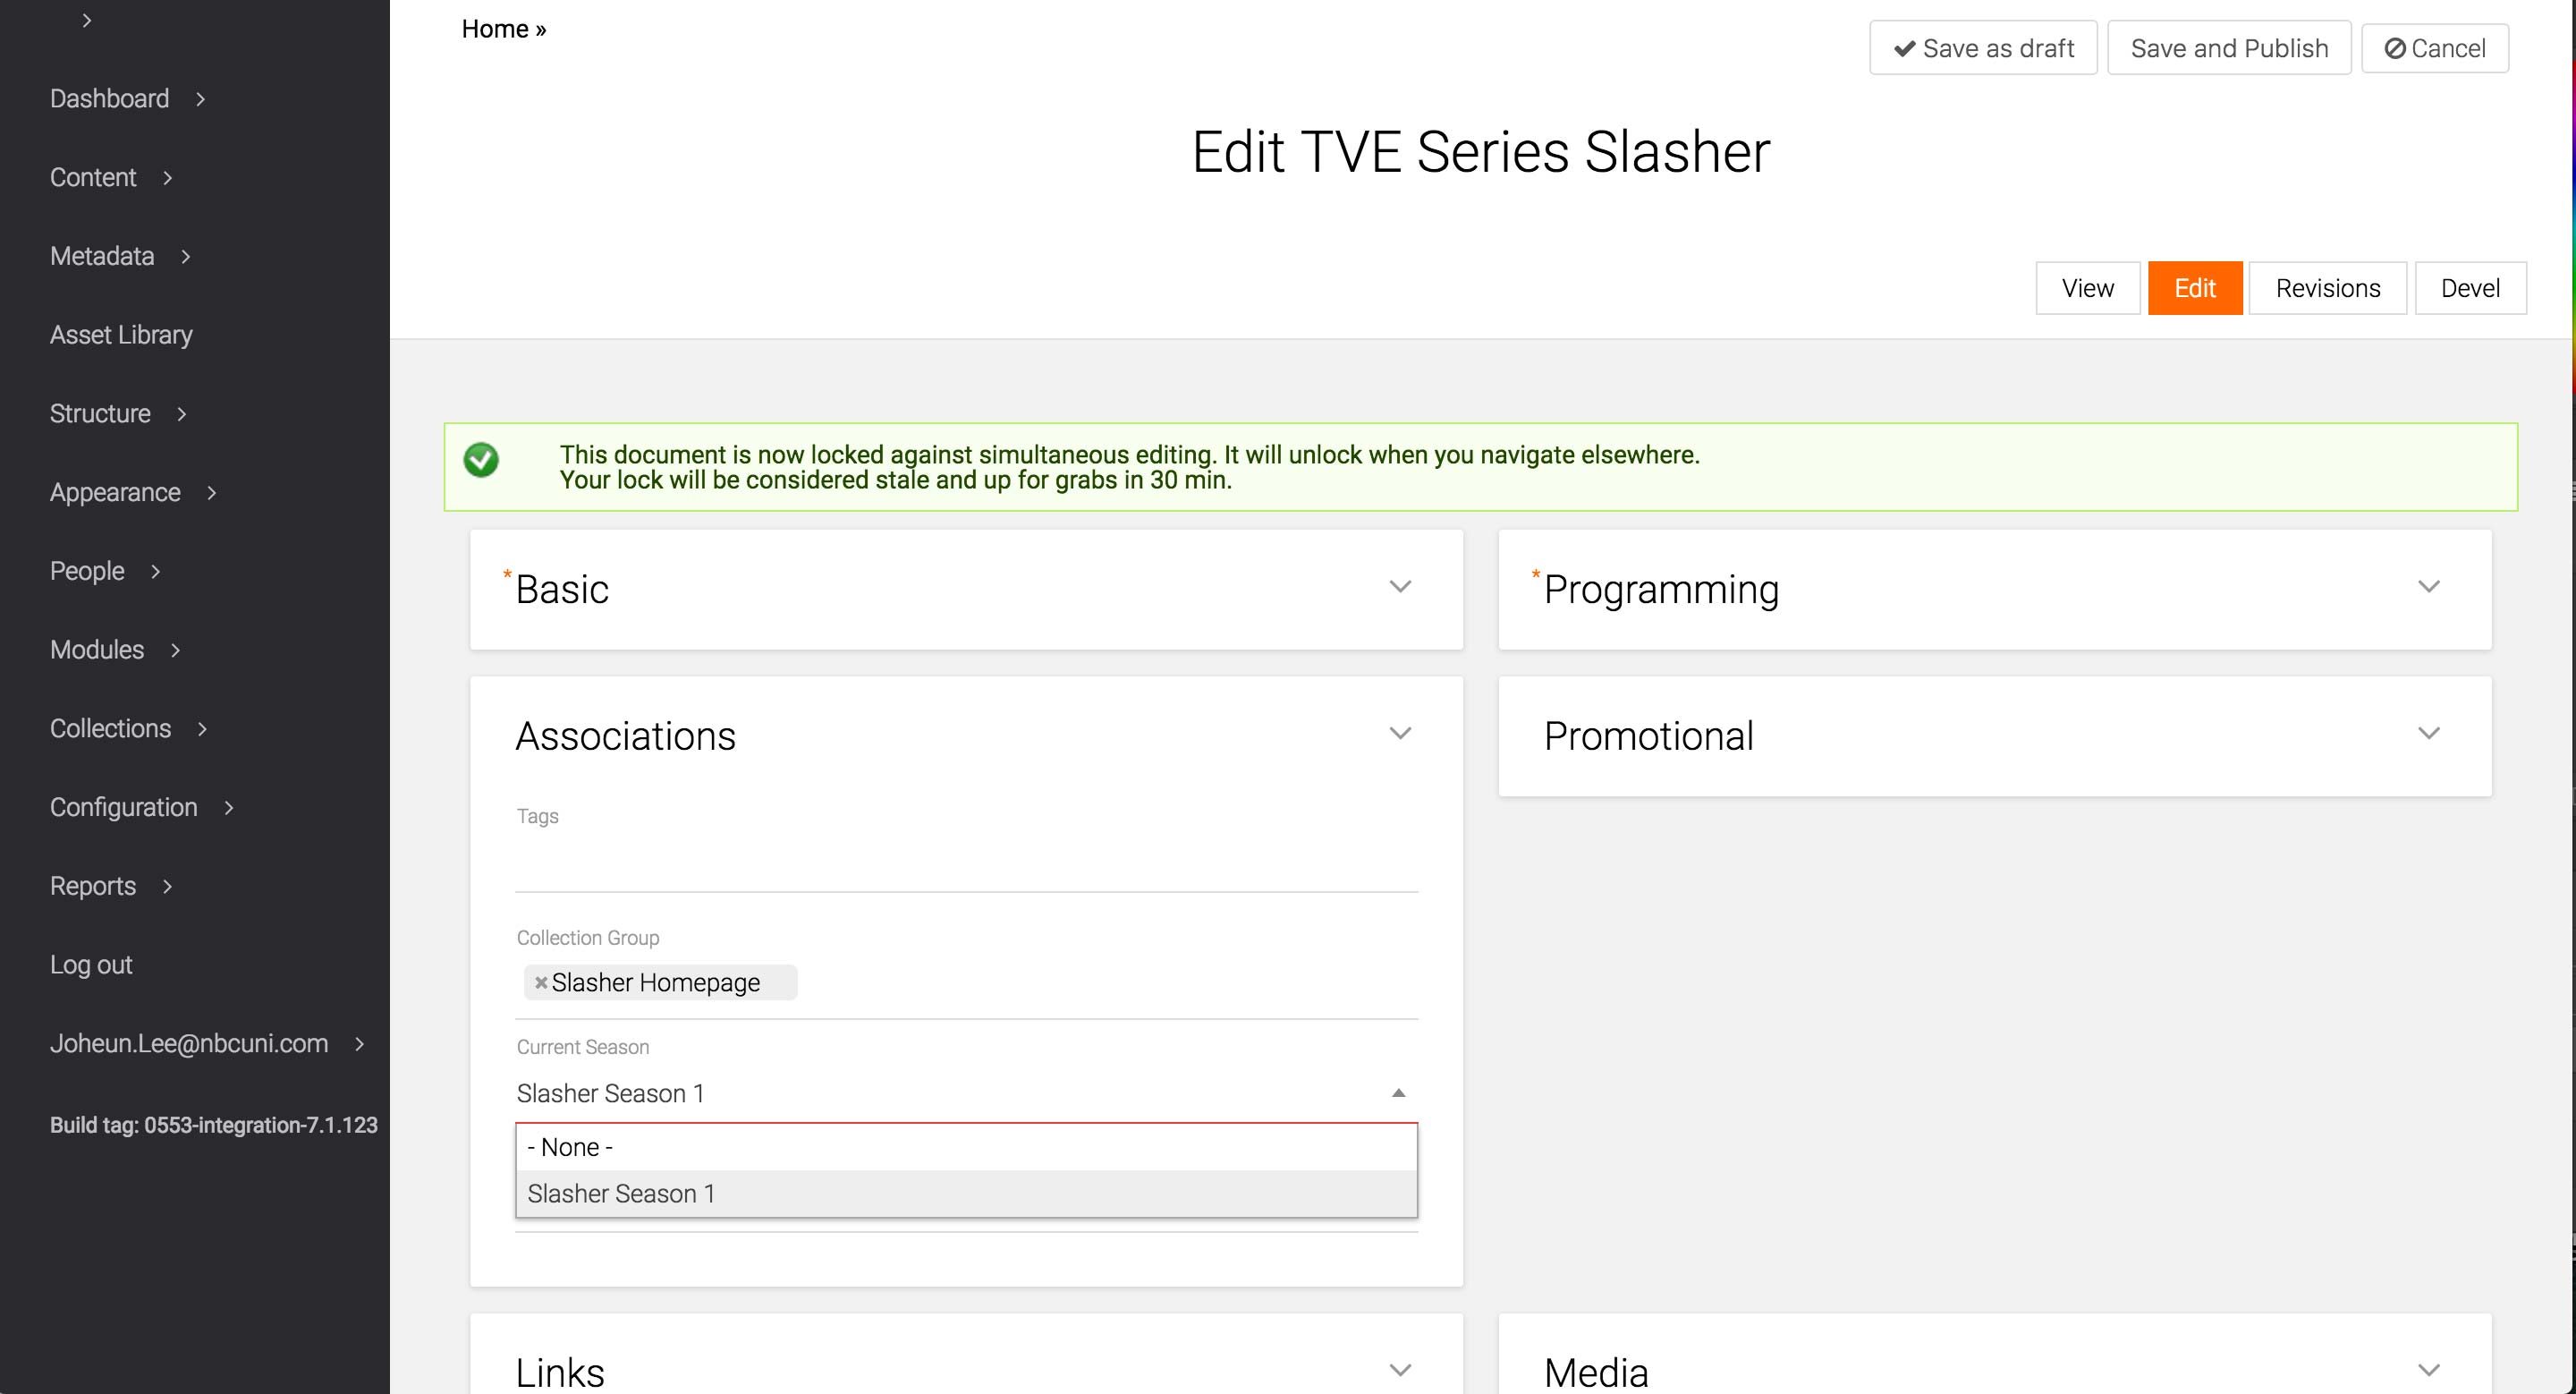 Home »
Save as draft
Save and Publish
Cancel
Edit TVE Series Slasher
View
Edit
Revisions
Devel
Dashboard
Content
Metadata
Asset Library
Structure
Appearance
People
Modules
Collections
Configuration
Reports
Log out
Joheun.Lee@nbcuni.com
Build tag: 0553-integration-7.1.123
This document is now locked against simultaneous editing. It will unlock when you navigate elsewhere.
Your lock will be considered stale and up for grabs in 30 min.
*Basic
*Programming
Associations
Promotional
Tags
Collection Group
×Slasher Homepage
Current Season
Slasher Season 1
- None -
Slasher Season 1
Links
Media